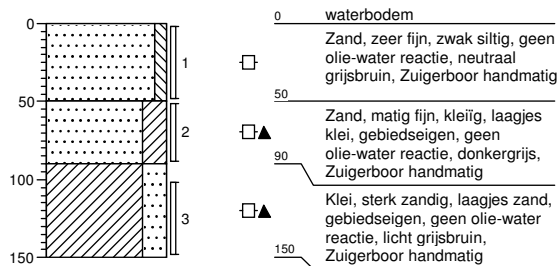 0
50
100
150
1
2
3
0 waterbodem
Zand, zeer fijn, zwak siltig, geen
olie-water reactie, neutraal
grijsbruin, Zuigerboor handmatig
50
Zand, matig fijn, kleiïg, laagjes
klei, gebiedseigen, geen
olie-water reactie, donkergrijs,
Zuigerboor handmatig
90
Klei, sterk zandig, laagjes zand,
gebiedseigen, geen olie-water
reactie, licht grijsbruin,
Zuigerboor handmatig
150